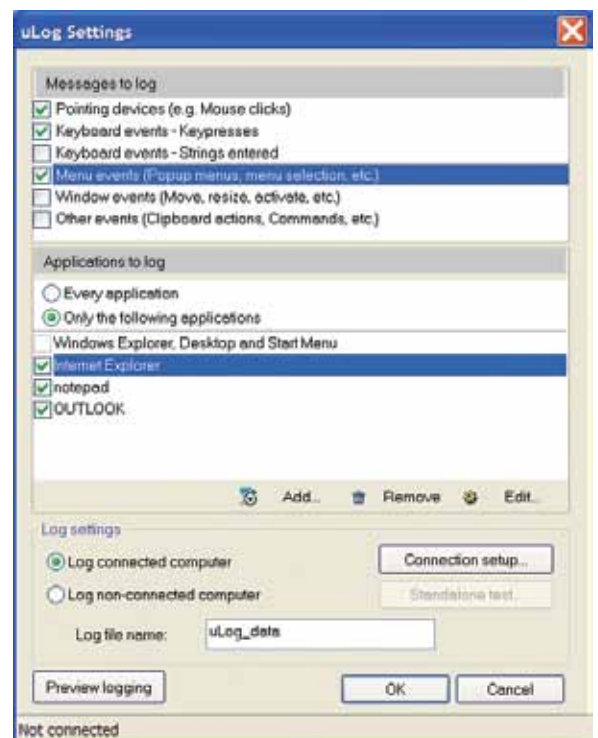 uLog Settings
Messages to log
Pointing devices (e.g. Mouse clicks)
Keyboard events - Keypresses
Keyboard events - Strings entered
Menu events (Popup menus, menu selection, etc.)
Window events (Move, resize, activate, etc.)
Other events (Clipboard actions, Commands, etc.)
Applications to log
Every application
Only the following applications
Windows Explorer, Desktop and Start Menu
Internet Explorer
notepad
OUTLOOK
Add... Remove Edit...
Log settings
Log connected computer Connection setup...
Log non-connected computer Standalone test...
Log file name: uLog_data
Preview logging OK Cancel
Not connected